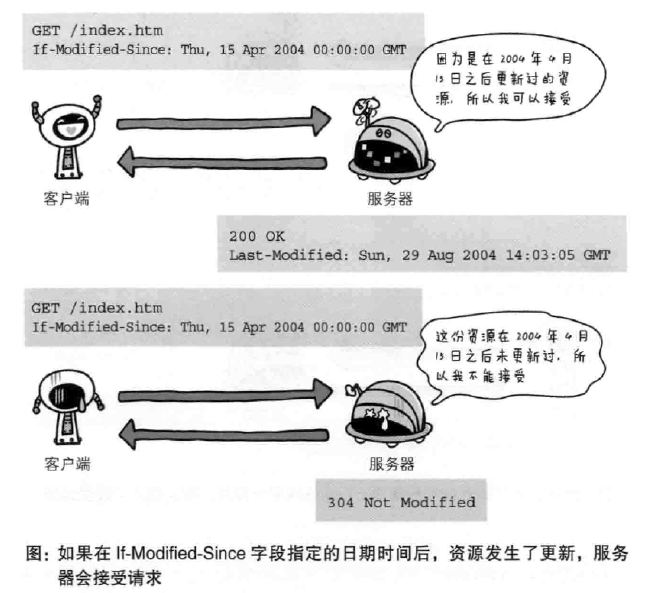 GET /index.htm
If-Modified-Since: Thu, 15 Apr 2004 00:00:00 GMT
因为是在 2004 年 4 月
15 日之后更新过的资
源，所以我可以接受
客户端
服务器
200 OK
Last-Modified: Sun, 29 Aug 2004 14:03:05 GMT
GET /index.htm
If-Modified-Since: Thu, 15 Apr 2004 00:00:00 GMT
这份资源在 2004 年 4 月
15 日之后未更新过，所
以我不能接受
客户端
服务器
304 Not Modified
图：如果在 If-Modified-Since 字段指定的日期时间后，资源发生了更新，服务
器会接受请求